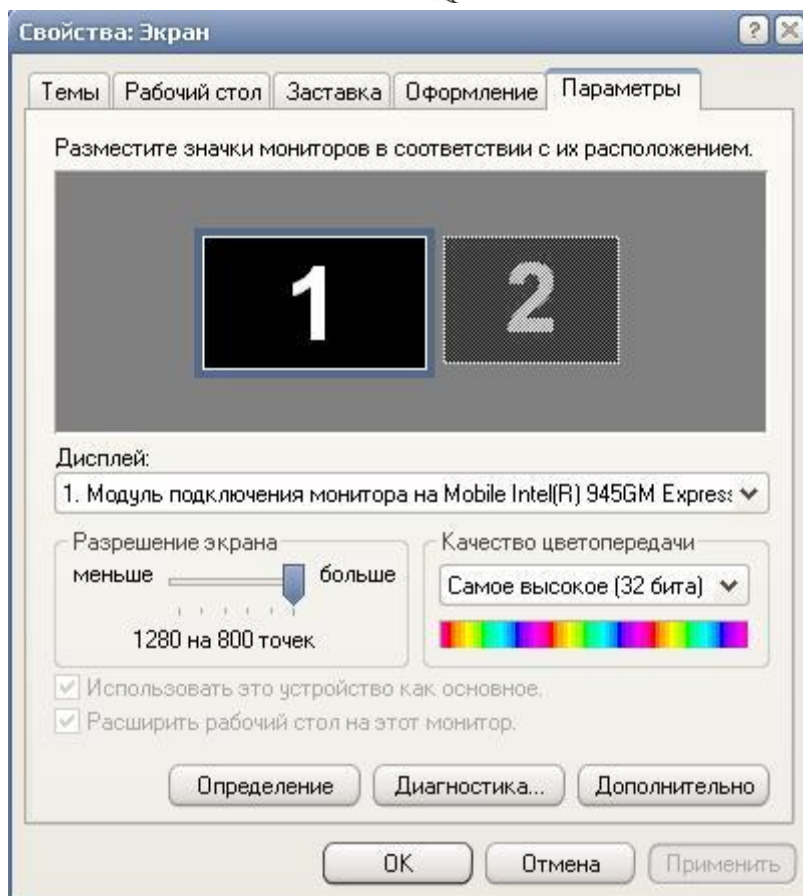 Свойства: Экран
Темы Рабочий стол Заставка Оформление Параметры
Разместите значки мониторов в соответствии с их расположением.
1 2
Дисплей:
1. Модуль подключения монитора на Mobile Intel(R) 945GM Express
Разрешение экрана
меньше больше
1280 на 800 точек
Качество цветопередачи
Самое высокое (32 бита)
Использовать это устройство как основное.
Расширить рабочий стол на этот монитор.
Определение Диагностика... Дополнительно
OK Отмена Применить